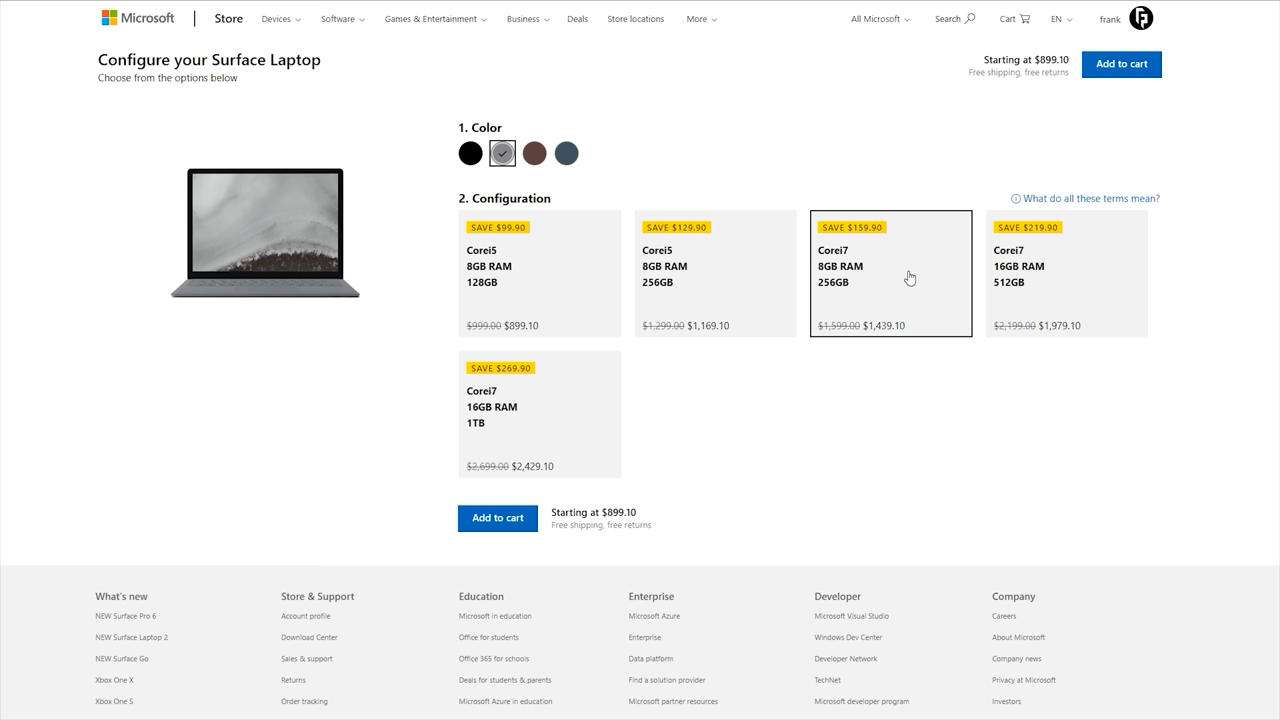 Microsoft | Store Devices Software Games & Entertainment Business Deals Store locations More All Microsoft Search Cart EN frank
Configure your Surface Laptop
Choose from the options below
Starting at $899.10
Free shipping, free returns
Add to cart
1. Color
2. Configuration
What do all these terms mean?
SAVE $99.90
Corei5
8GB RAM
128GB
$999.00 $899.10
SAVE $129.90
Corei5
8GB RAM
256GB
$1,299.00 $1,169.10
SAVE $159.90
Corei7
8GB RAM
256GB
$1,599.00 $1,439.10
SAVE $219.90
Corei7
16GB RAM
512GB
$2,199.00 $1,979.10
SAVE $269.90
Corei7
16GB RAM
1TB
$2,699.00 $2,429.10
Add to cart
Starting at $899.10
Free shipping, free returns
What's new
NEW Surface Pro 6
NEW Surface Laptop 2
NEW Surface Go
Xbox One X
Xbox One S
Store & Support
Account profile
Download Center
Sales & support
Returns
Order tracking
Education
Microsoft in education
Office for students
Office 365 for schools
Deals for students & parents
Microsoft Azure in education
Enterprise
Microsoft Azure
Enterprise
Data platform
Find a solution provider
Microsoft partner resources
Developer
Microsoft Visual Studio
Windows Dev Center
Developer Network
TechNet
Microsoft developer program
Company
Careers
About Microsoft
Company news
Privacy at Microsoft
Investors